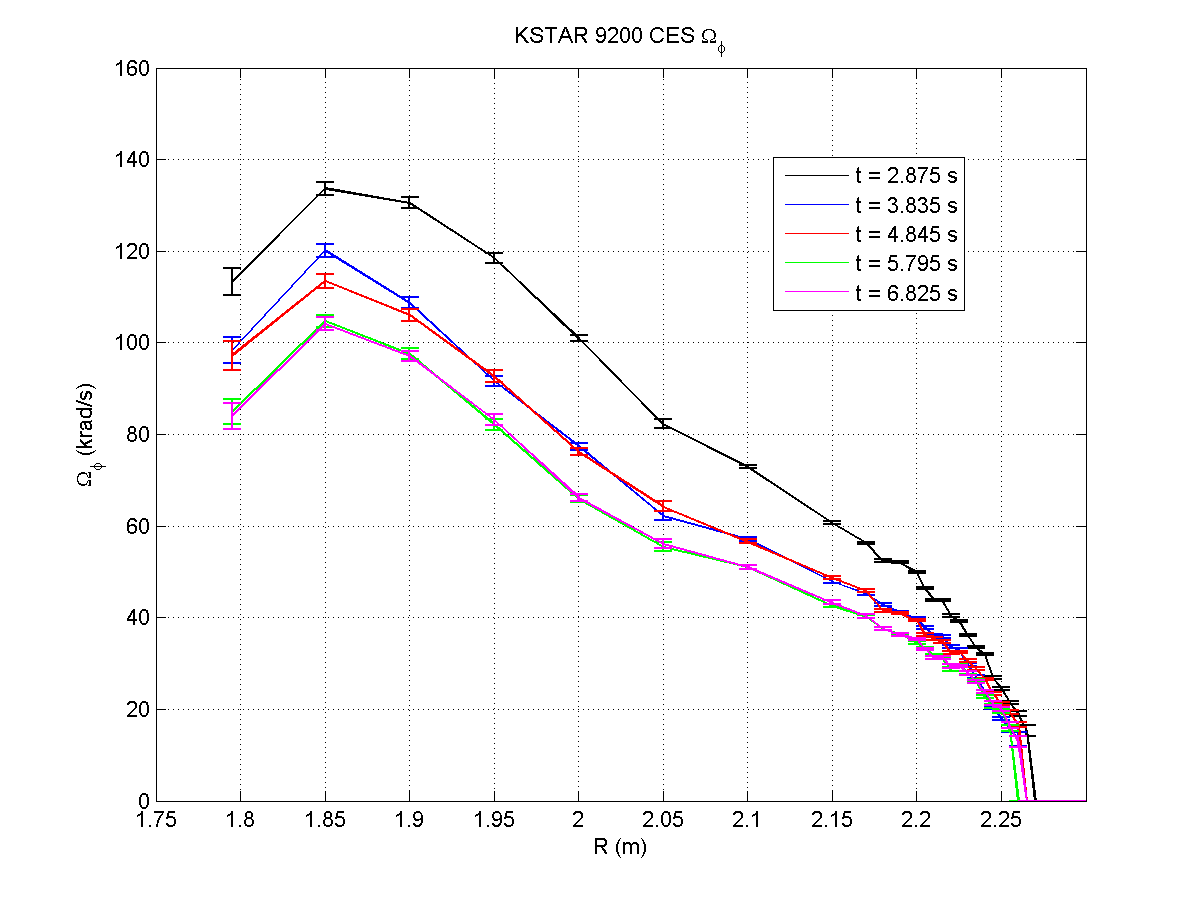 KSTAR 9200 CES Ωϕ
160
140
120
100
80
60
40
20
0
Ωϕ (krad/s)
t = 2.875 s
t = 3.835 s
t = 4.845 s
t = 5.795 s
t = 6.825 s
1.75 1.8 1.85 1.9 1.95 2 2.05 2.1 2.15 2.2 2.25
R (m)